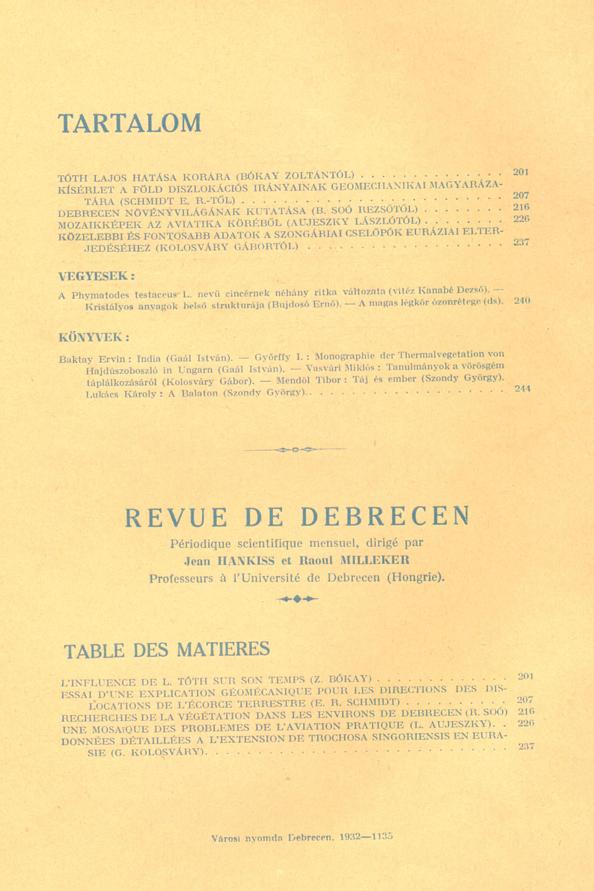 TARTALOM
TÓTH LAJOS HATÁSA KORÁRA (BÓKAY ZOLTÁNTÓL) . . . . . . . . . . . . . . 201
KÍSÉRLET A FÖLD DISZLOKÁCIÓS IRÁNYAINAK GEOMECHANIKAI MAGYARÁZA-
TÁRA (SCHMIDT E. R.-TŐL) . . . . . . . . . . . . . . . . . . . . . . . . 207
DEBRECEN NÖVÉNYVILÁGÁNAK KUTATÁSA (B. SOÓ REZSŐTŐL) . . . . . . . . 216
MOZAIKKÉPEK AZ AVIATIKA KÖRÉBŐL (AUJESZKY LÁSZLÓTÓL) . . . . . . . . 226
KÖZELEBBI ÉS FONTOSABB ADATOK A SZONGÁRIAI CSELŐPÓK EURÁZIAI ELTER-
JEDÉSÉHEZ (KOLOSVÁRY GÁBORTÓL) . . . . . . . . . . . . . . . . . . . . 237
VEGYESEK :
A Phymatodes testaceus L. nevü cincérnek néhány ritka változata (vitéz Kanabé Dezső). —
Kristályos anyagok belső strukturája (Bujdosó Ernő). — A magas légkör ózonrétege (ds). 240
KÖNYVEK :
Baktay Ervin : India (Gaál István). — Győrffy I. : Monographie der Thermalvegetation von
Hajdúszoboszló in Ungarn (Gaál István). — Vasvári Miklós : Tanulmányok a vörösgém
táplálkozásáról (Kolosváry Gábor). — Mendöl Tibor : Táj és ember (Szondy György).
Lukács Károly : A Balaton (Szondy György). . . . . . . . . . . . . . . . . . . 244
REVUE DE DEBRECEN
Périodique scientifique mensuel, dirigé par
Jean HANKISS et Raoul MILLEKER
Professeurs à l'Université de Debrecen (Hongrie).
TABLE DES MATIERES
L'INFLUENCE DE L. TÓTH SUR SON TEMPS (Z. BÓKAY) . . . . . . . . . . . . 201
ESSAI D'UNE EXPLICATION GÉOMÉCANIQUE POUR LES DIRECTIONS DES DIS-
LOCATIONS DE L'ÉCORCE TERRESTRE (E. R. SCHMIDT) . . . . . . . . . . 207
RECHERCHES DE LA VÉGÉTATION DANS LES ENVIRONS DE DEBRECEN (R. SOÓ) 216
UNE MOSAïQUE DES PROBLEMES DE L'AVIATION PRATIQUE (L. AUJESZKY). . 226
DONNÉES DÉTAILLÉES A L'EXTENSION DE TROCHOSA SINGORIENSIS EN EURA-
SIE (G. KOLOSVÁRY). . . . . . . . . . . . . . . . . . . . . . . . . . . . 237
Városi nyomda Debrecen, 1932—1135